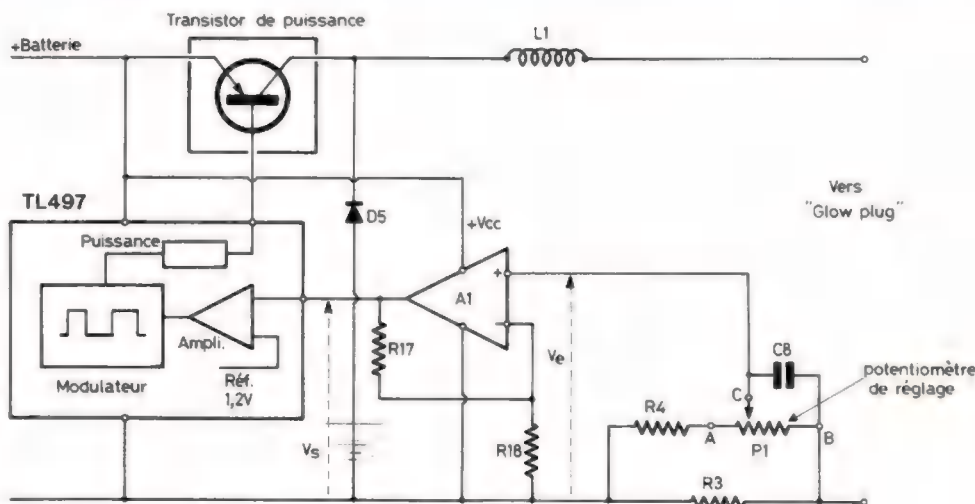 Transistor de puissance
+Batterie
L1
TL497
Puissance
D5
+Vcc
Vers
"Glow plug"
A1
+
−
Ampli.
Modulateur
Réf.
1,2V
R17
Vs
R18
Ve
C8
potentiomètre
de réglage
C
R4
A
P1
B
R3